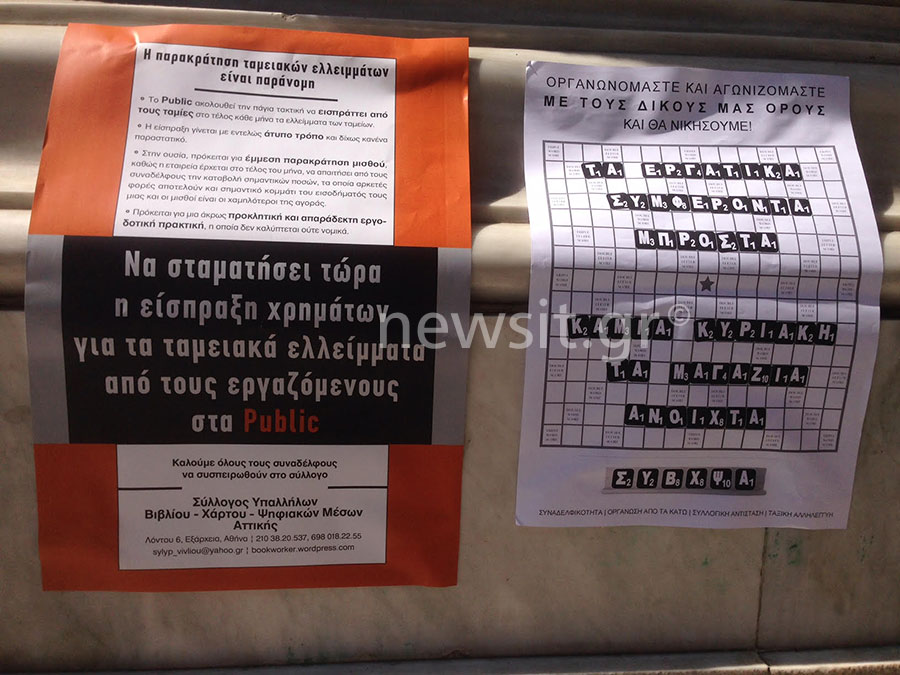 Η παρακράτηση ταμειακών ελλειμμάτων
είναι παράνομη
• Το Public ακολουθεί την πάγια τακτική να εισπράττει από
τους ταμίες στο τέλος κάθε μήνα τα ελλείμματα των ταμείων.
• Η είσπραξη γίνεται με εντελώς άτυπο τρόπο και δίχως κανένα
παραστατικό.
• Στην ουσία, πρόκειται για έμμεση παρακράτηση μισθού,
καθώς η εταιρεία έρχεται στο τέλος του μήνα, να απαιτήσει από τους
συναδέλφους την καταβολή σημαντικών ποσών, τα οποία αρκετές
φορές αποτελούν και σημαντικό κομμάτι του εισοδήματός τους
μιας και οι μισθοί είναι οι χαμηλότεροι της αγοράς.
• Πρόκειται για μια άκρως προκλητική και απαράδεκτη εργο-
δοτική πρακτική, η οποία δεν καλύπτεται ούτε νομικά.
Να σταματήσει τώρα
η είσπραξη χρημάτων
για τα ταμειακά ελλείμματα
από τους εργαζόμενους
στα Public
Καλούμε όλους τους συναδέλφους
να συσπειρωθούν στο σύλλογο
Σύλλογος Υπαλλήλων
Βιβλίου - Χάρτου - Ψηφιακών Μέσων
Αττικής
Λόντου 6, Εξάρχεια, Αθήνα ¦ 210 38.20.537, 698 018.22.55
sylyp_vivliou@yahoo.gr ¦ bookworker.wordpress.com
ΟΡΓΑΝΩΝΟΜΑΣΤΕ ΚΑΙ ΑΓΩΝΙΖΟΜΑΣΤΕ
ΜΕ ΤΟΥΣ ΔΙΚΟΥΣ ΜΑΣ ΟΡΟΥΣ
ΚΑΙ ΘΑ ΝΙΚΗΣΟΥΜΕ!
ΤΑ ΕΡΓΑΤΙΚΑ
ΣΥΜΦΕΡΟΝΤΑ
ΜΠΡΟΣΤΑ
ΚΑΜΙΑ ΚΥΡΙΑΚΗ
ΤΑ ΜΑΓΑΖΙΑ
ΑΝΟΙΧΤΑ
ΣΥΒΧΨΑ
ΣΥΝΑΔΕΛΦΙΚΟΤΗΤΑ | ΟΡΓΑΝΩΣΗ ΑΠΟ ΤΑ ΚΑΤΩ | ΣΥΛΛΟΓΙΚΗ ΑΝΤΙΣΤΑΣΗ | ΤΑΞΙΚΗ ΑΛΛΗΛΕΓΓΥΗ
newsit.gr©